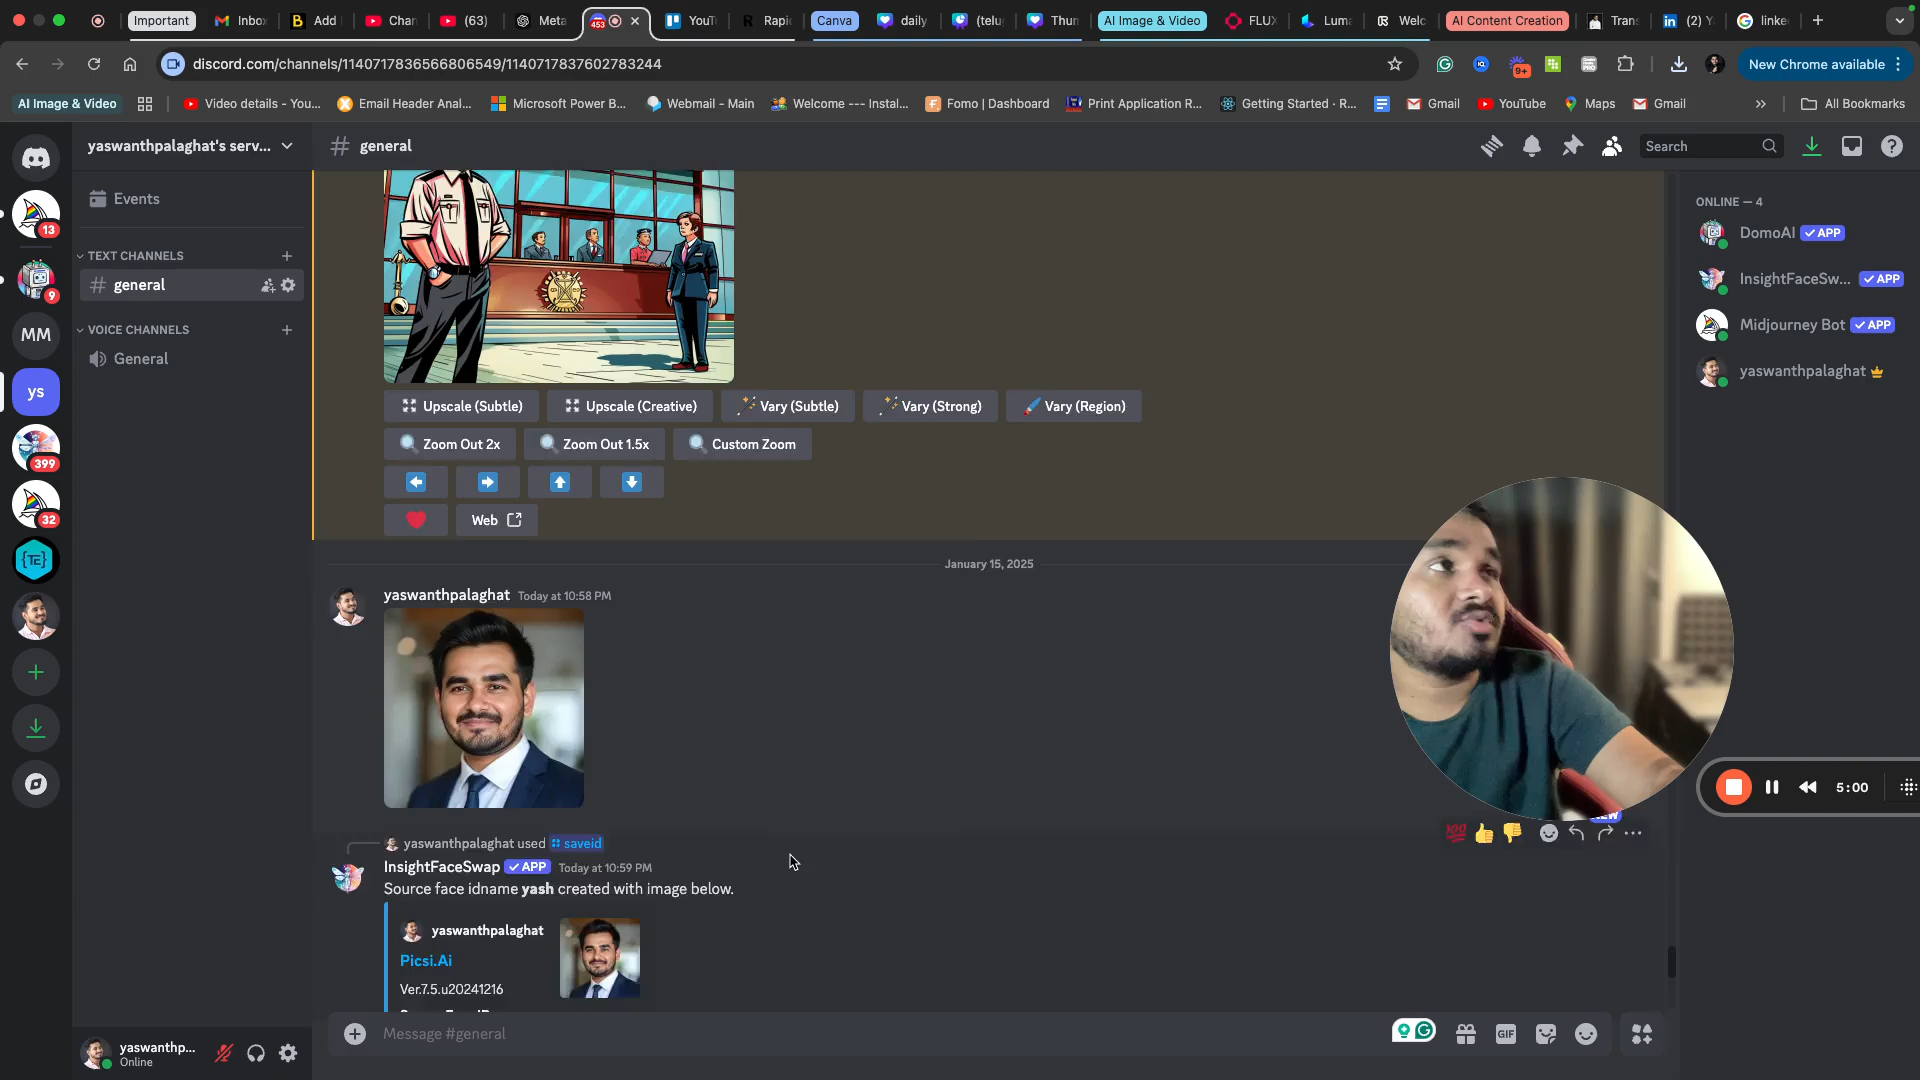 Important
Inbo
Add
Chan
(63)
Meta
453
YouT
Rapi
Canva
daily
(telu
Thun
AI Image & Video
FLUX
Luma
Welc
AI Content Creation
Tran
(2) Y
linke
discord.com/channels/1140717836566806549/1140717837602783244
9+
New Chrome available
AI Image & Video
Video details - You...
Email Header Anal...
Microsoft Power B...
Webmail - Main
Welcome --- Instal...
Fomo | Dashboard
Print Application R...
Getting Started · R...
Gmail
YouTube
Maps
Gmail
All Bookmarks
yaswanthpalaghat's serv...
general
Search
Events
TEXT CHANNELS
general
VOICE CHANNELS
General
13
9
MM
ys
399
32
{TE}
Upscale (Subtle)
Upscale (Creative)
Vary (Subtle)
Vary (Strong)
Vary (Region)
Zoom Out 2x
Zoom Out 1.5x
Custom Zoom
Web
January 15, 2025
yaswanthpalaghat Today at 10:58 PM
NEW
yaswanthpalaghat used saveid
InsightFaceSwap APP Today at 10:59 PM
Source face idname yash created with image below.
yaswanthpalaghat
Picsi.Ai
Ver.7.5.u20241216
Message #general
GIF
yaswanthp...
Online
ONLINE — 4
DomoAI APP
InsightFaceSw... APP
Midjourney Bot APP
yaswanthpalaghat
5:00